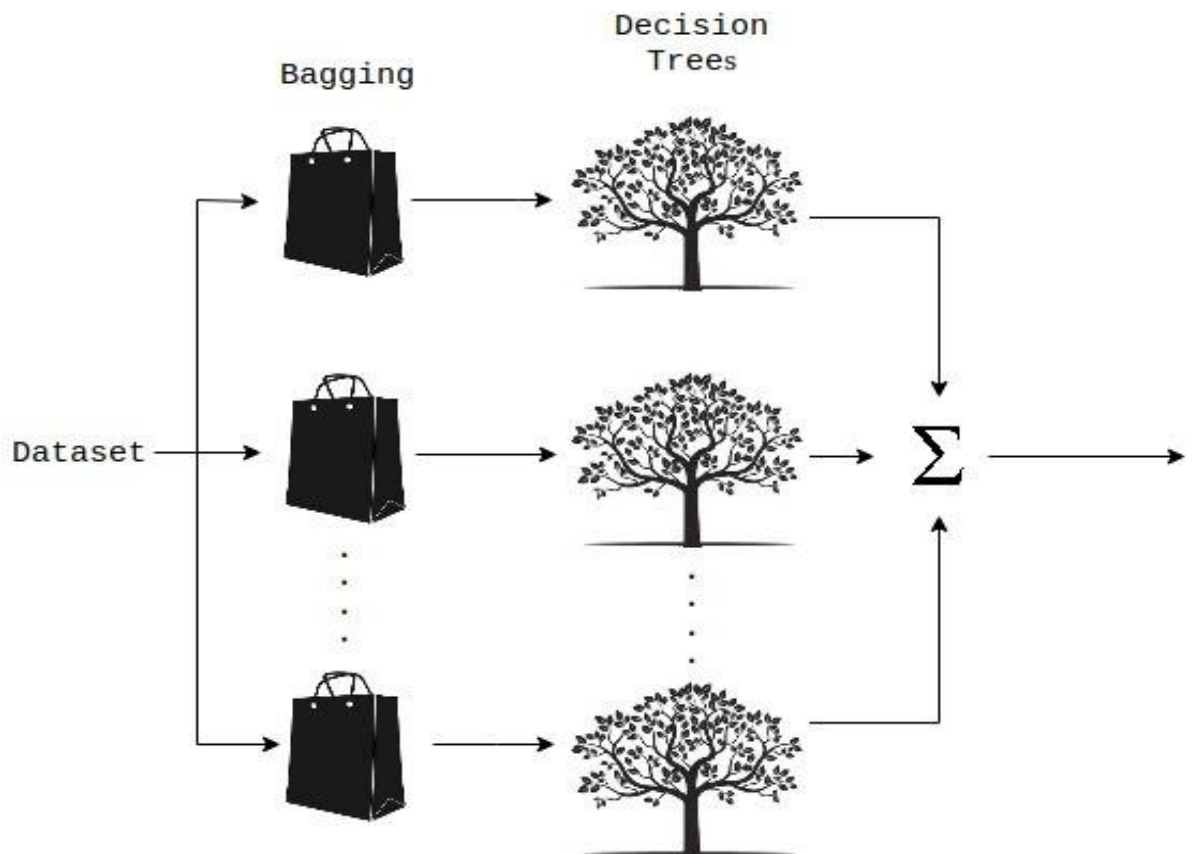 Decision
Trees
Bagging
Dataset
Σ